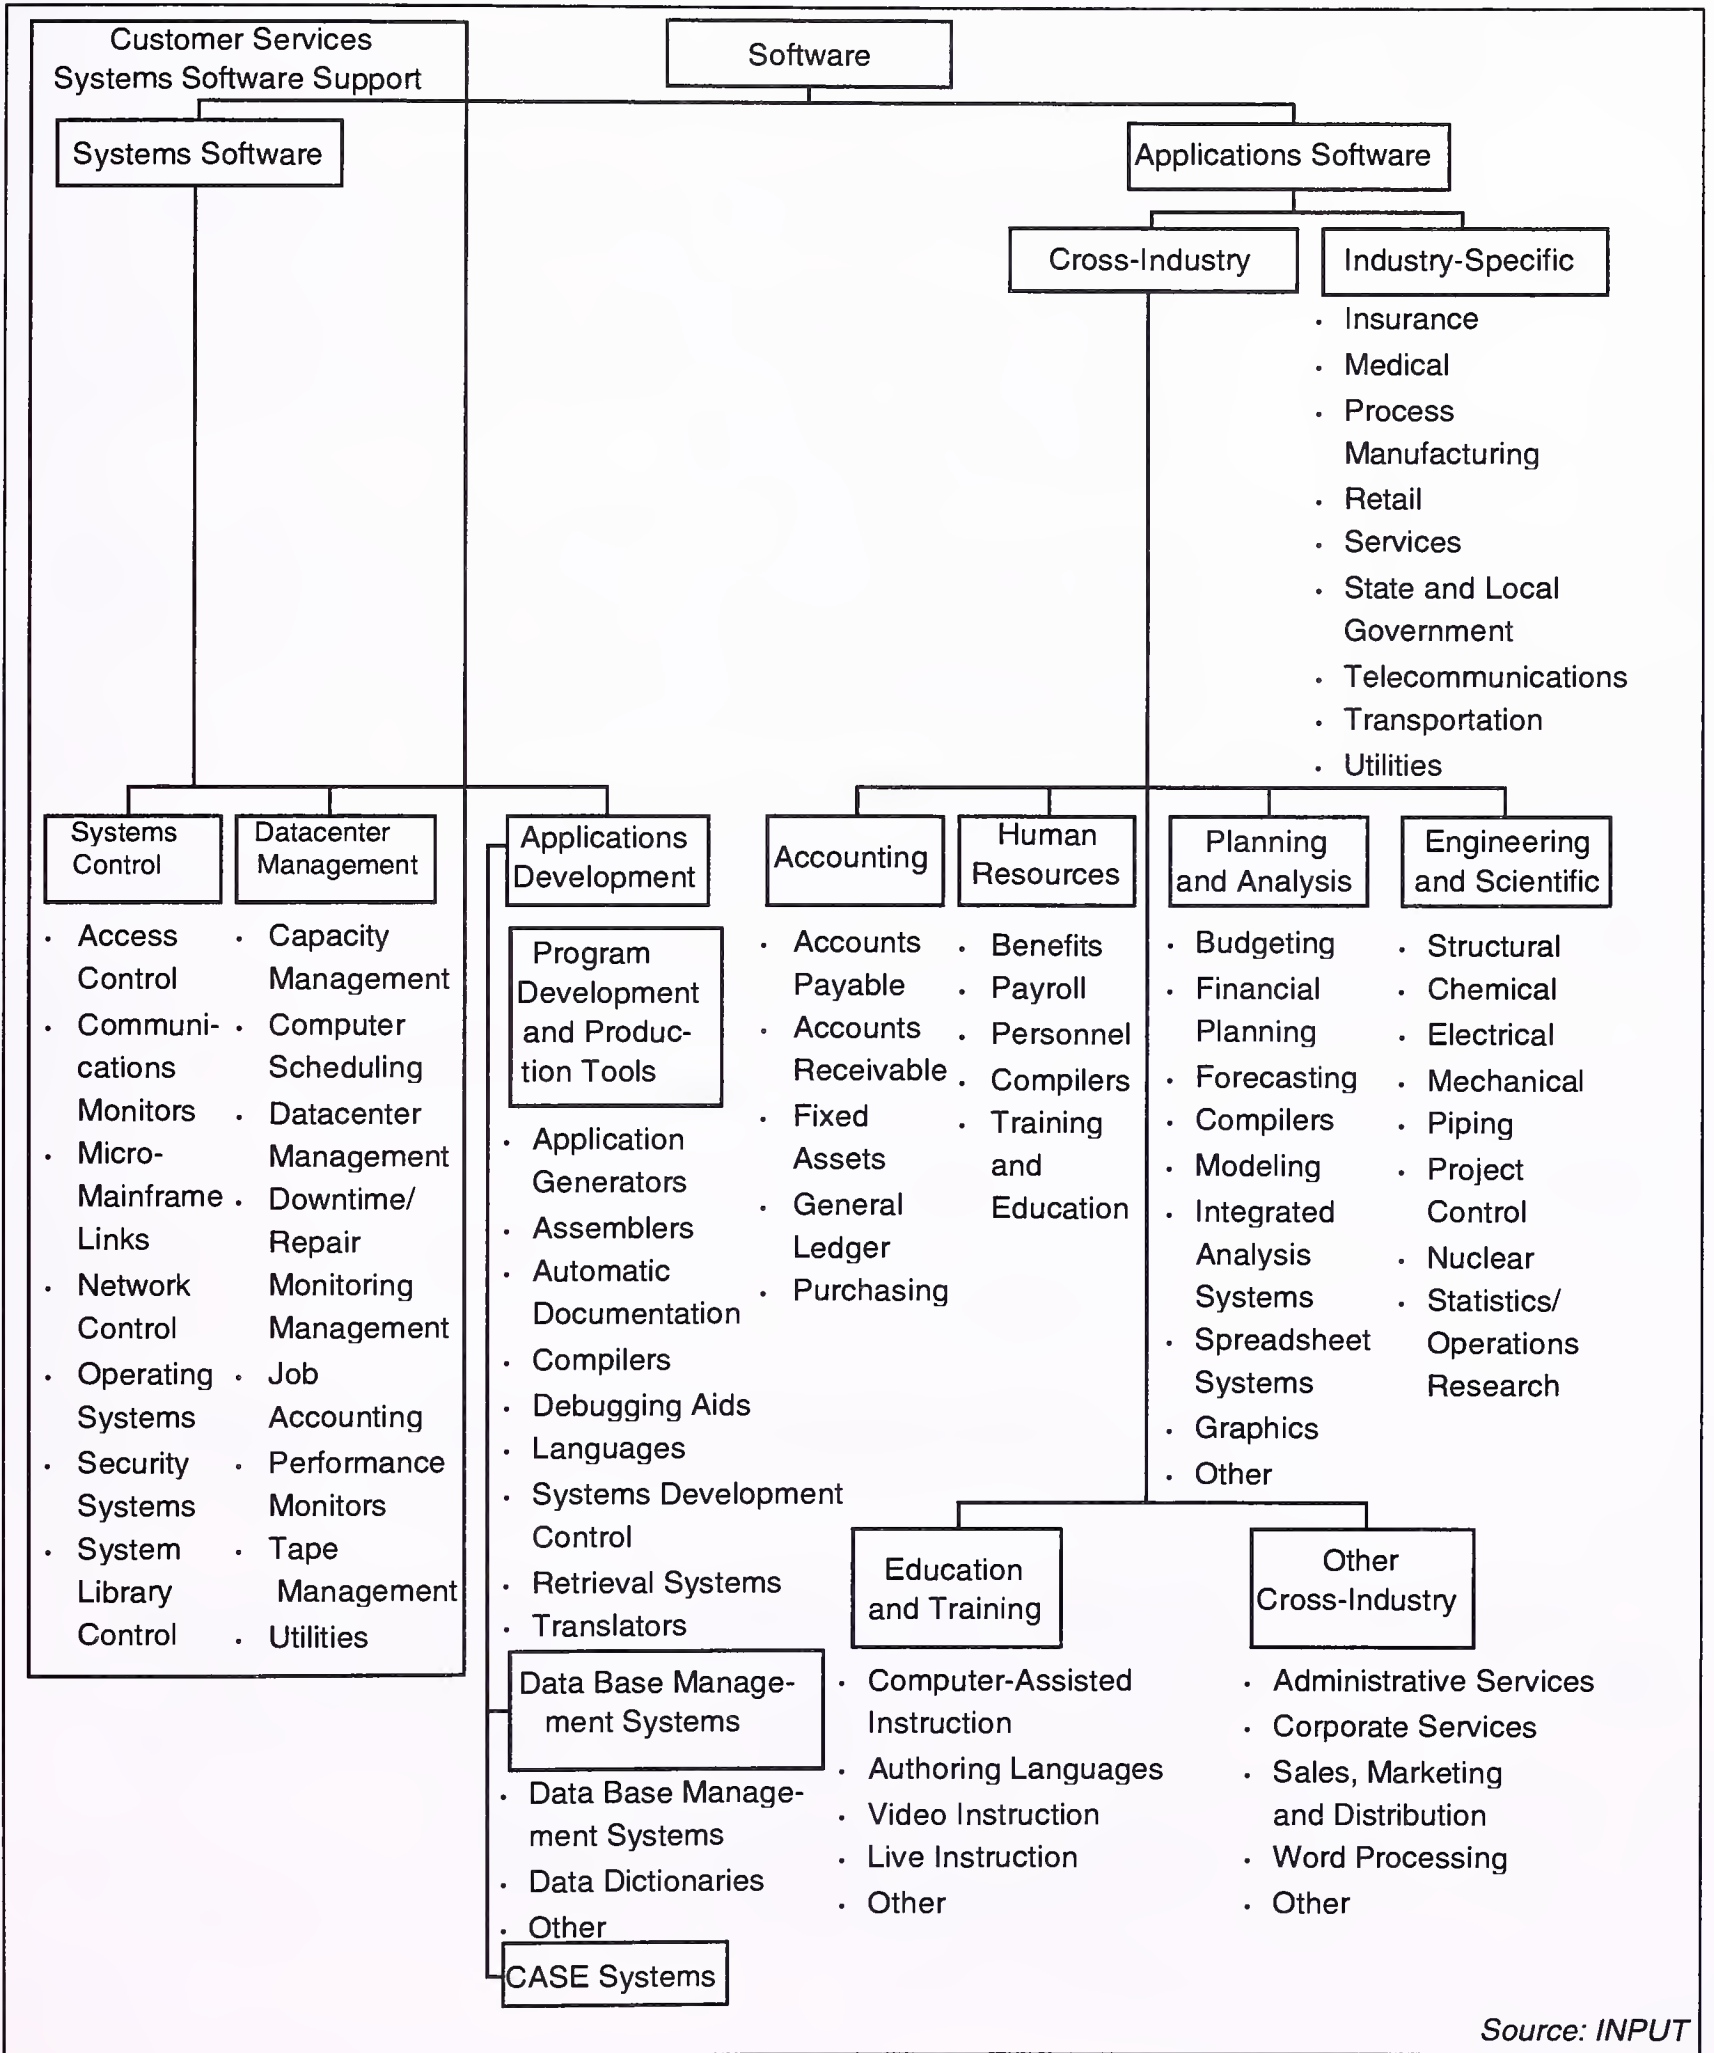 Customer Services
Systems Software Support
Software
Systems Software
Applications Software
Cross-Industry
Industry-Specific
· Insurance
· Medical
· Process
Manufacturing
· Retail
· Services
· State and Local
Government
· Telecommunications
· Transportation
· Utilities
Systems
Control
· Access
Control
· Communi-
cations
Monitors
· Micro-
Mainframe
Links
· Network
Control
· Operating
Systems
· Security
Systems
· System
Library
Control
Datacenter
Management
· Capacity
Management
· Computer
Scheduling
· Datacenter
Management
· Downtime/
Repair
Monitoring
Management
· Job
Accounting
· Performance
Monitors
· Tape
Management
· Utilities
Applications
Development
Program
Development
and Produc-
tion Tools
· Application
Generators
· Assemblers
· Automatic
Documentation
· Compilers
· Debugging Aids
· Languages
· Systems Development
Control
· Retrieval Systems
· Translators
Data Base Manage-
ment Systems
· Data Base Manage-
ment Systems
· Data Dictionaries
· Other
CASE Systems
Accounting
· Accounts
Payable
· Accounts
Receivable
· Fixed
Assets
· General
Ledger
· Purchasing
Human
Resources
· Benefits
· Payroll
· Personnel
· Compilers
· Training
and
Education
Planning
and Analysis
· Budgeting
· Financial
Planning
· Forecasting
· Compilers
· Modeling
· Integrated
Analysis
Systems
· Spreadsheet
Systems
· Graphics
· Other
Engineering
and Scientific
· Structural
· Chemical
· Electrical
· Mechanical
· Piping
· Project
Control
· Nuclear
· Statistics/
Operations
Research
Education
and Training
· Computer-Assisted
Instruction
· Authoring Languages
· Video Instruction
· Live Instruction
· Other
Other
Cross-Industry
· Administrative Services
· Corporate Services
· Sales, Marketing
and Distribution
· Word Processing
· Other
Source: INPUT